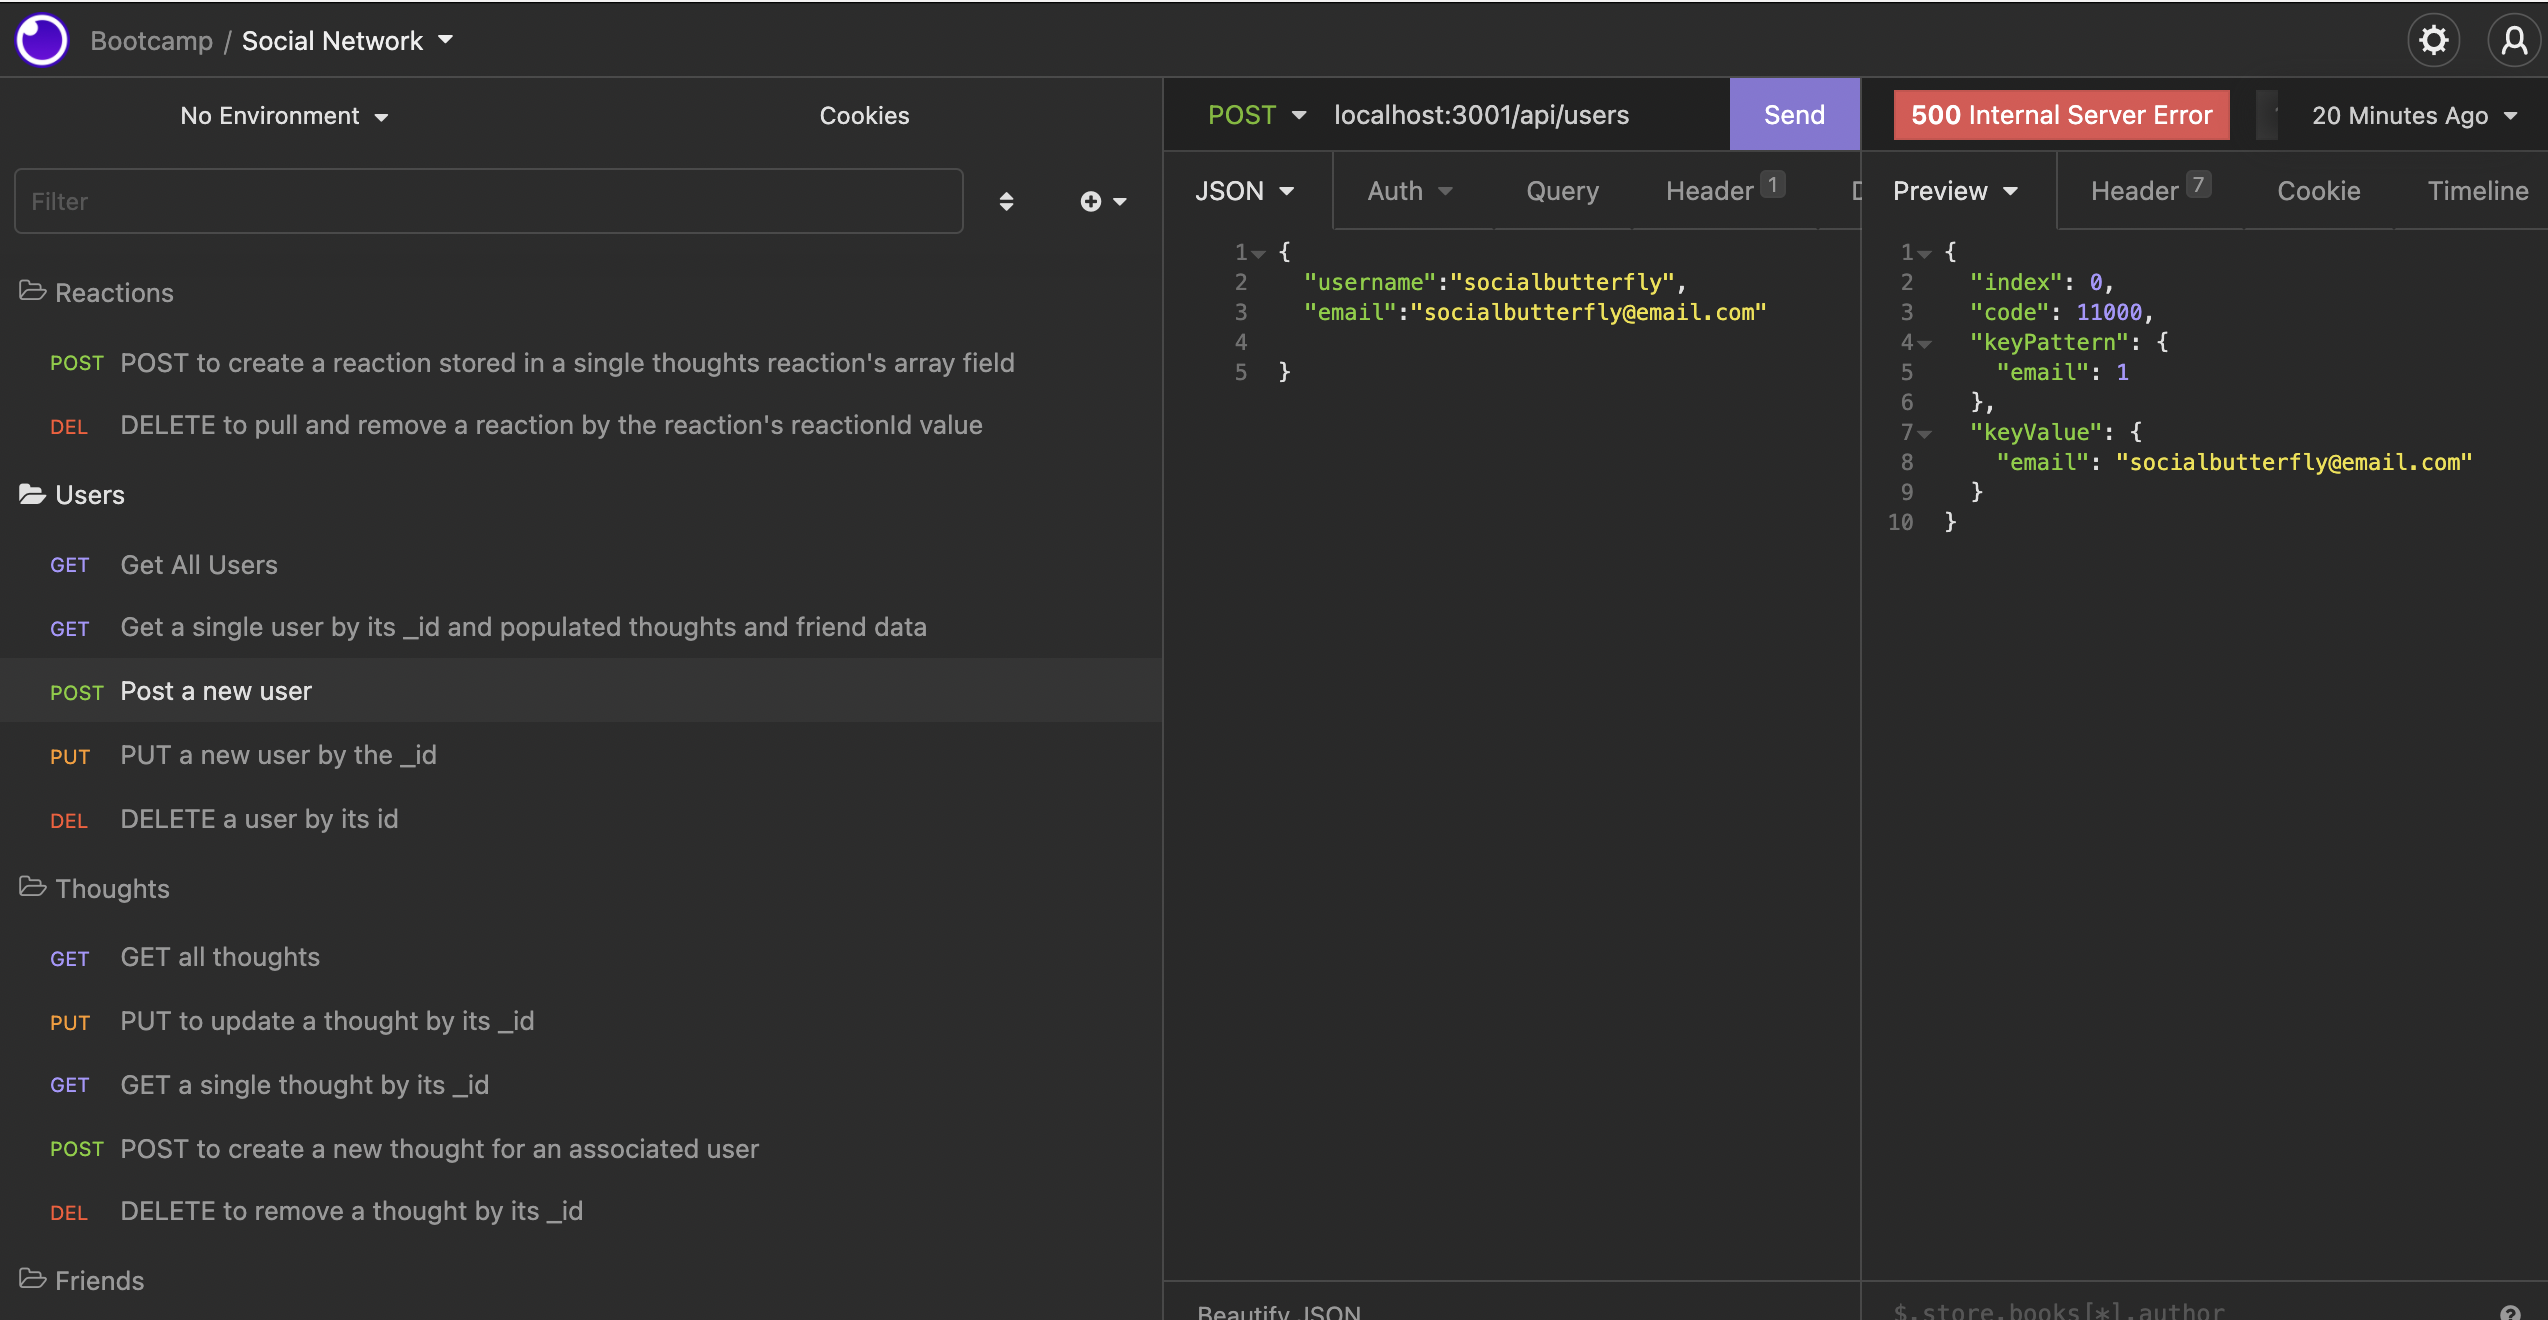 Bootcamp / Social Network
No Environment
Cookies
Filter
Reactions
POST POST to create a reaction stored in a single thoughts reaction's array field
DEL DELETE to pull and remove a reaction by the reaction's reactionId value
Users
GET Get All Users
GET Get a single user by its _id and populated thoughts and friend data
POST Post a new user
PUT PUT a new user by the _id
DEL DELETE a user by its id
Thoughts
GET GET all thoughts
PUT PUT to update a thought by its _id
GET GET a single thought by its _id
POST POST to create a new thought for an associated user
DEL DELETE to remove a thought by its _id
Friends
POST localhost:3001/api/users Send
JSON Auth Query Header 1
1 {
2 "username":"socialbutterfly",
3 "email":"socialbutterfly@email.com"
4
5 }
Beautify JSON
500 Internal Server Error 20 Minutes Ago
Preview Header 7 Cookie Timeline
1 {
2 "index": 0,
3 "code": 11000,
4 "keyPattern": {
5 "email": 1
6 },
7 "keyValue": {
8 "email": "socialbutterfly@email.com"
9 }
10 }
$.store.books[*].author